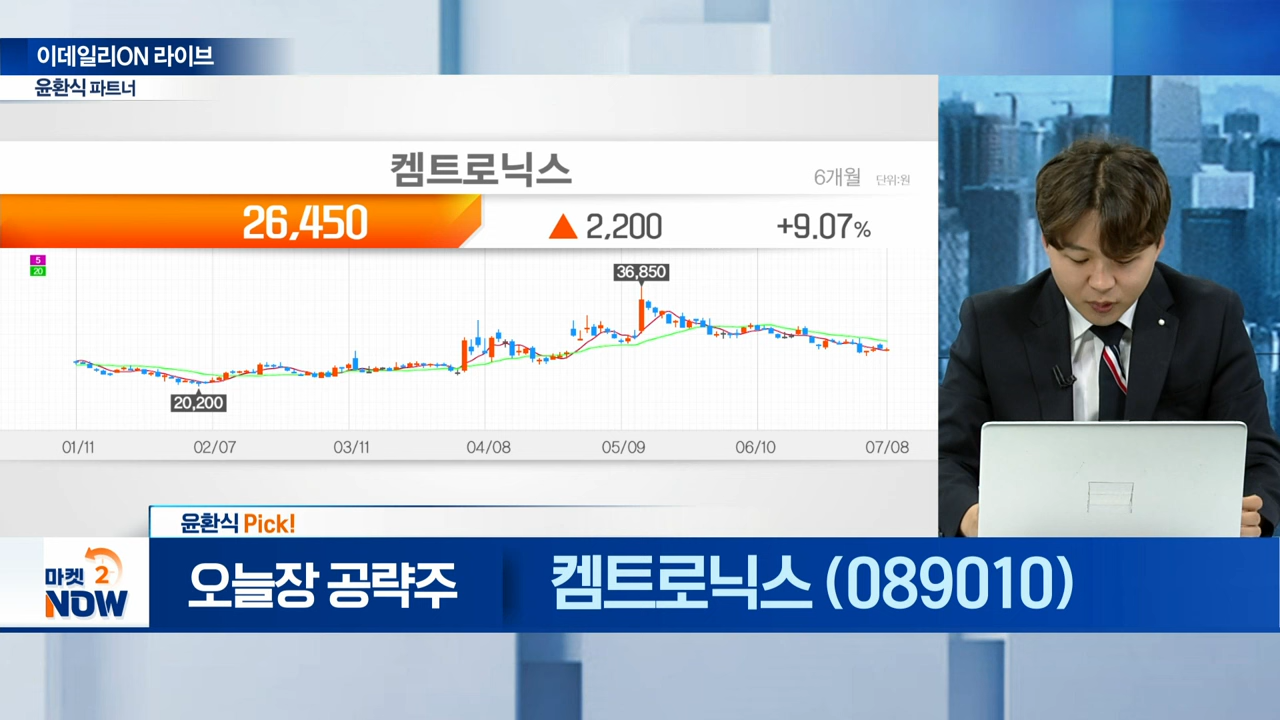 이데일리ON 라이브
윤환식 파트너
켐트로닉스
6개월 단위:원
26,450 ▲ 2,200 +9.07%
5
20
36,850
20,200
01/11 02/07 03/11 04/08 05/09 06/10 07/08
윤환식 Pick!
마켓 2
NOW
오늘장 공략주 켐트로닉스 (089010)